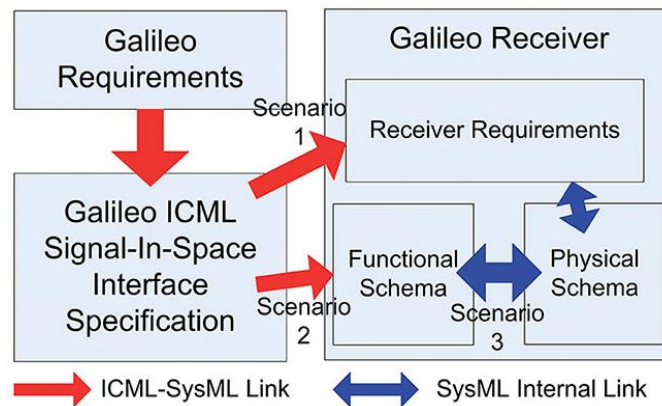 Galileo
Requirements
Galileo Receiver
Scenario
1
Receiver Requirements
Galileo ICML
Signal-In-Space
Interface
Specification
Scenario
2
Functional
Schema
Scenario
3
Physical
Schema
ICML-SysML Link
SysML Internal Link